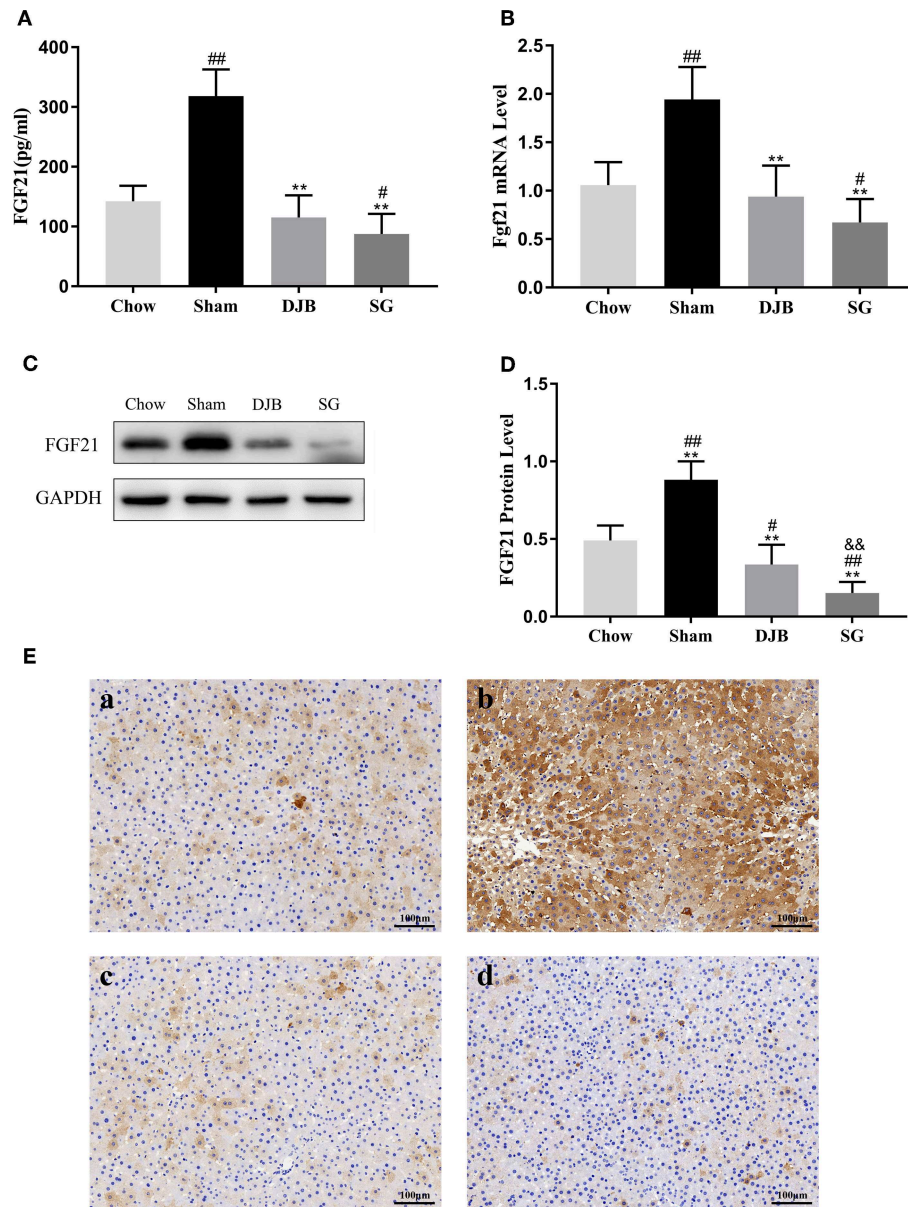 A
FGF21(pg/ml)
400
300
200
100
0
##
**
#
**
Chow Sham DJB SG
B
Fgf21 mRNA Level
2.5
2.0
1.5
1.0
0.5
0.0
##
**
#
**
Chow Sham DJB SG
C
Chow Sham DJB SG
FGF21
GAPDH
D
FGF21 Protein Level
1.5
1.0
0.5
0.0
##
**
#
**
&&
##
**
Chow Sham DJB SG
E
a
100μm
b
100μm
c
100μm
d
100μm